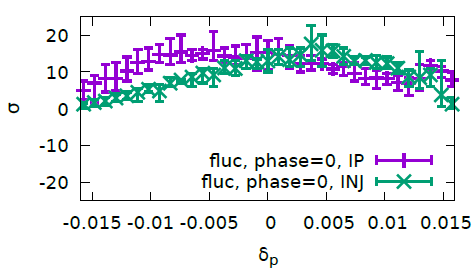 20
10
σ
0
-10
fluc, phase=0, IP
-20
fluc, phase=0, INJ
-0.015 -0.01 -0.005 0 0.005 0.01 0.015
δp